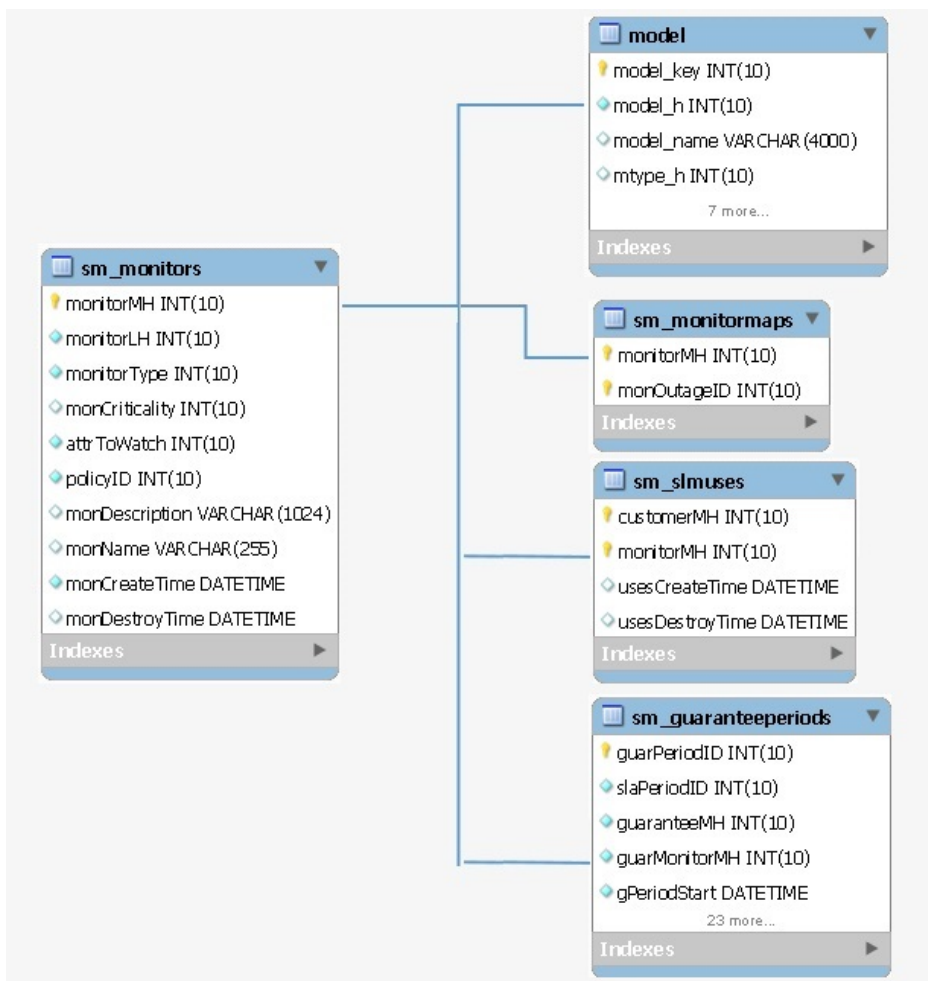 model
model_key INT(10)
model_h INT(10)
model_name VARCHAR(4000)
mtype_h INT(10)
7 more...
Indexes
sm_monitors
monitorMH INT(10)
monitorLH INT(10)
monitorType INT(10)
monCriticality INT(10)
attrToWatch INT(10)
policyID INT(10)
monDescription VARCHAR(1024)
monName VARCHAR(255)
monCreateTime DATETIME
monDestroyTime DATETIME
Indexes
sm_monitormaps
monitorMH INT(10)
monOutageID INT(10)
Indexes
sm_slmuses
customerMH INT(10)
monitorMH INT(10)
usesCreateTime DATETIME
usesDestroyTime DATETIME
Indexes
sm_guaranteeperiods
guarPeriodID INT(10)
slaPeriodID INT(10)
guaranteeMH INT(10)
guarMonitorMH INT(10)
gPeriodStart DATETIME
23 more...
Indexes